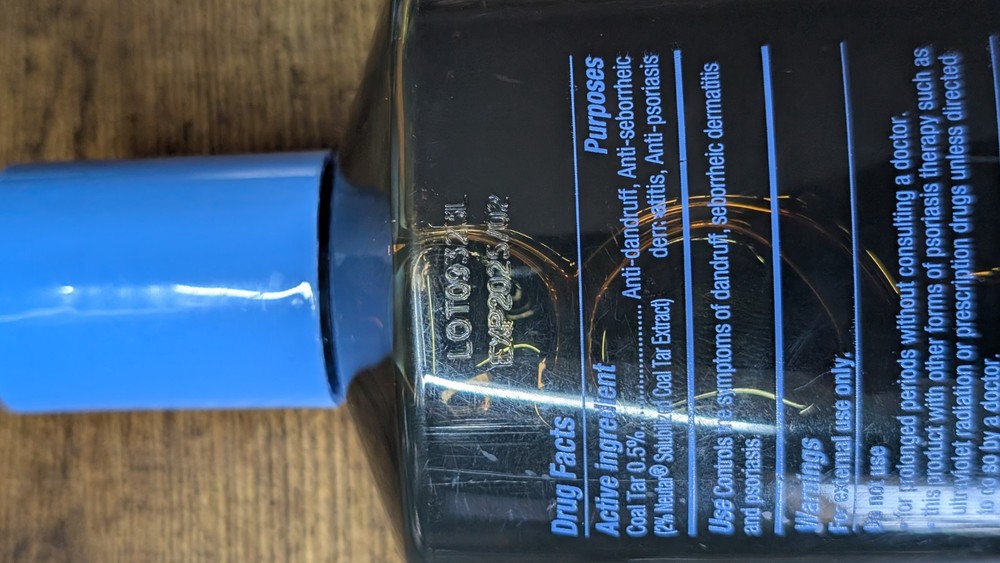 EXP2025/02
Drug Facts
Active ingredient Purposes
Coal Tar 0.5%.................. Anti-dandruff, Anti-seborrheic
(2% Neutar® Solubilized Coal Tar Extract) dermatitis, Anti-psoriasis
Use Controls the symptoms of dandruff, seborrheic dermatitis
and psoriasis.
Warnings
For external use only.
Do not use
for prolonged periods without consulting a doctor.
this product with other forms of psoriasis therapy such as
ultraviolet radiation or prescription drugs unless directed
to do so by a doctor.